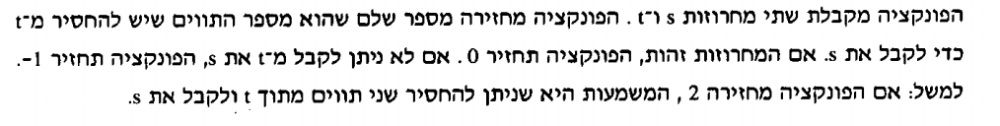 הפונקציה מקבלת שתי מחרוזות s ו־t. הפונקציה מחזירה מספר שלם שהוא מספר התווים שיש להחסיר מ־t
כדי לקבל את s. אם המחרוזות זהות, הפונקציה תחזיר 0. אם לא ניתן לקבל מ־t את s, הפונקציה תחזיר 1-.
למשל: אם הפונקציה מחזירה 2, המשמעות היא שניתן להחסיר שני תווים מתוך t ולקבל את s.